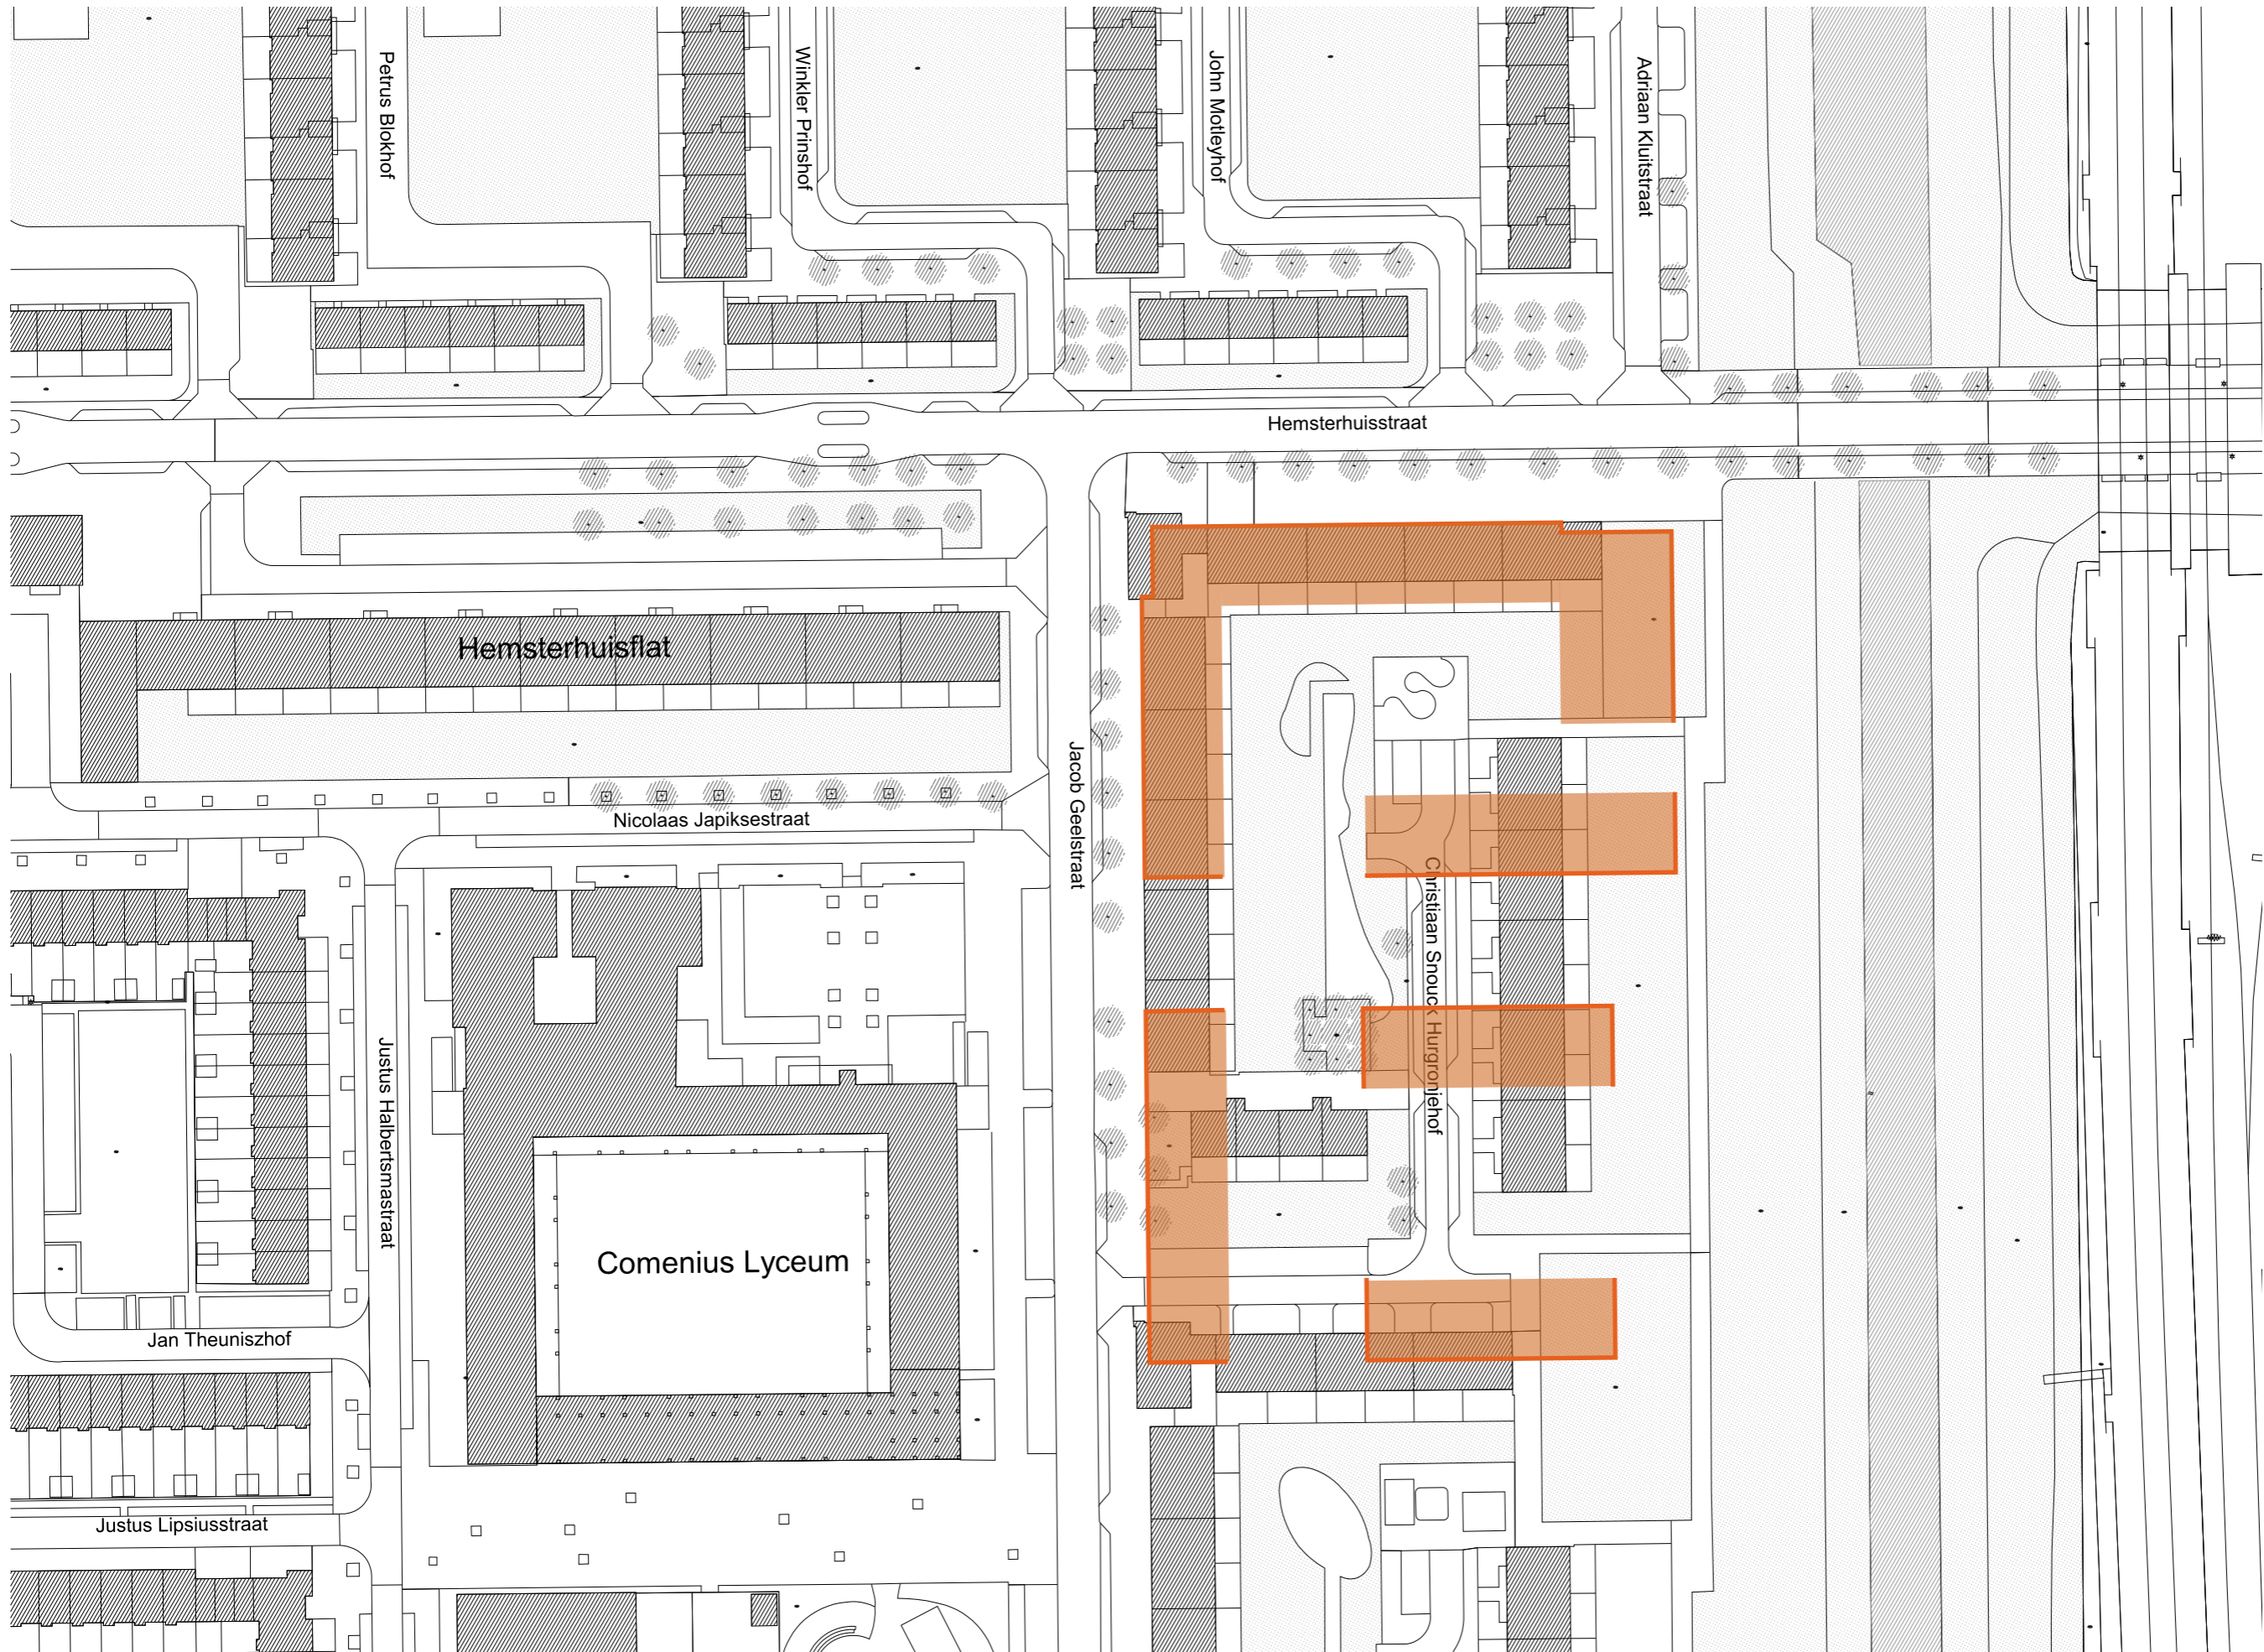 Petrus Blokhof
Winkler Prinshof
John Motleyhof
Adriaan Kluitstraat
Hemsterhuisstraat
Hemsterhuisflat
Jacob Geelstraat
Nicolaas Japiksestraat
Christiaan Snouck Hurgronjehof
Justus Halbertsmastraat
Comenius Lyceum
Jan Theuniszhof
Justus Lipsiusstraat